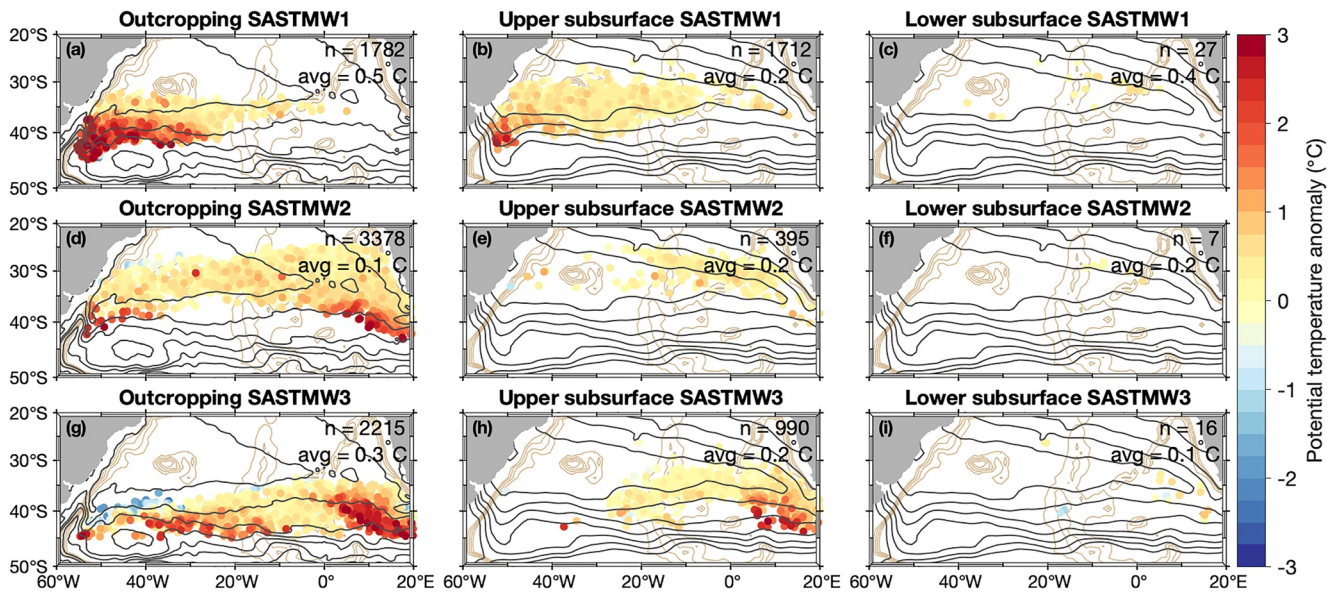 Outcropping SASTMW1 Upper subsurface SASTMW1 Lower subsurface SASTMW1
20°S (a) n = 1782 (b) n = 1712 (c) n = 27 3
30°S avg = 0.5°C avg = 0.2°C avg = 0.4°C
40°S 2
50°S
Outcropping SASTMW2 Upper subsurface SASTMW2 Lower subsurface SASTMW2
20°S (d) n = 3378 (e) n = 395 (f) n = 7 1
30°S avg = 0.1°C avg = 0.2°C avg = 0.2°C 0
40°S
50°S -1
Outcropping SASTMW3 Upper subsurface SASTMW3 Lower subsurface SASTMW3
20°S (g) n = 2215 (h) n = 990 (i) n = 16
30°S avg = 0.3°C avg = 0.2°C avg = 0.1°C -2
40°S
50°S -3
60°W 40°W 20°W 0° 20°E 60°W 40°W 20°W 0° 20°E 60°W 40°W 20°W 0° 20°E
Potential temperature anomaly (°C)